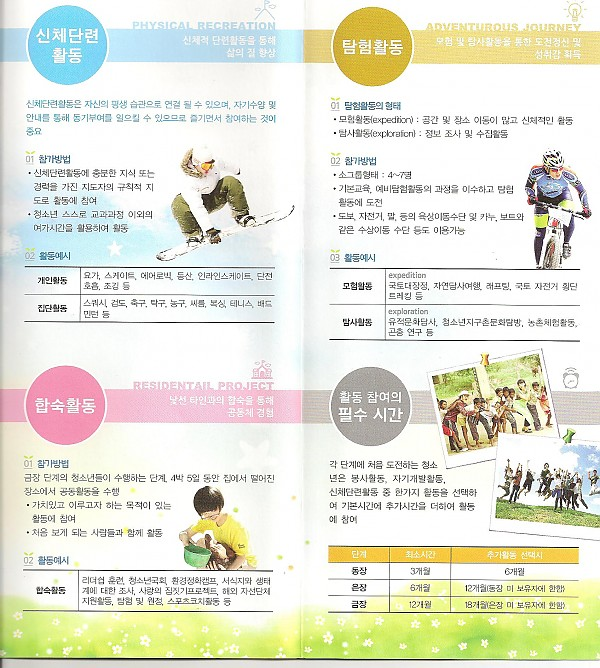 신체단련
활동
PHYSICAL RECREATION
신체적 단련활동을 통해
삶의 질 향상
신체단련활동은 자신의 평생 습관으로 연결 될 수 있으며, 자기수양 및
안내를 통해 동기부여를 일으킬 수 있으므로 즐기면서 참여하는 것이
중요
01 참가방법
• 신체단련활동에 충분한 지식 또는
경력을 가진 지도자의 규칙적 지
도로 활동에 참여
• 청소년 스스로 교과과정 이외의
여가시간을 활용하여 활동
02 활동예시
개인활동 요가, 스케이트, 에어로빅, 등산, 인라인스케이트, 단전
호흡, 조깅 등
집단활동 스쿼시, 검도, 축구, 탁구, 농구, 씨름, 복싱, 테니스, 배드
민턴 등
합숙활동
RESIDENTAIL PROJECT
낯선 타인과의 합숙을 통해
공동체 경험
01 참가방법
금장 단계의 청소년들이 수행하는 단계, 4박 5일 동안 집에서 떨어진
장소에서 공동활동을 수행
• 가치있고 이루고자 하는 목적이 있는
활동에 참여
• 처음 보게 되는 사람들과 함께 활동
02 활동예시
합숙활동 리더쉽 훈련, 청소년국회, 환경정화캠프, 서식지와 생태
계에 대한 조사, 사랑의 집짓기프로젝트, 해외 자선단체
지원활동, 탐험 및 원정, 스포츠코치활동 등
탐험활동
ADVENTUROUS JOURNEY
모험 및 탐사활동을 통한 도전정신 및
성취감 획득
01 탐험활동의 형태
• 모험활동(expedition) : 공간 및 장소 이동이 많고 신체적인 활동
• 탐사활동(exploration) : 정보 조사 및 수집활동
02 참가방법
• 소그룹형태 : 4~7명
• 기본교육, 예비탐험활동의 과정을 이수하고 탐험
활동에 도전
• 도보, 자전거, 말, 등의 육상이동수단 및 카누, 보트와
같은 수상이동 수단 등도 이용가능
03 활동예시
모험활동 expedition
국토대장정, 자연답사여행, 래프팅, 국토 자전거 횡단
트레킹 등
탐사활동 exploration
유적문화답사, 청소년지구촌문화탐방, 농촌체험활동,
곤충 연구 등
활동 참여의
필수 시간
각 단계에 처음 도전하는 청소
년은 봉사활동, 자기개발활동,
신체단련활동 중 한가지 활동을 선택하
여 기본시간에 추가시간을 더하여 활동
에 참여
단계 최소시간 추가활동 선택시
동장 3개월 6개월
은장 6개월 12개월(동장 미 보유자에 한함)
금장 12개월 18개월(은장 미 보유자에 한함)